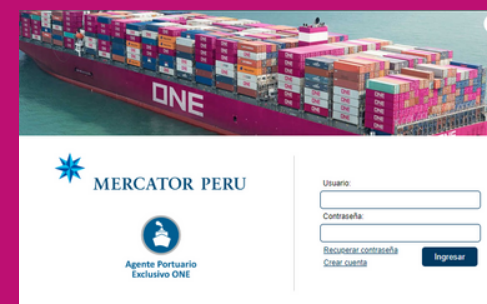 ONE
MERCATOR PERU
Agente Portuario
Exclusivo ONE
Usuario:
Contraseña:
Recuperar contraseña
Crear cuenta
Ingresar